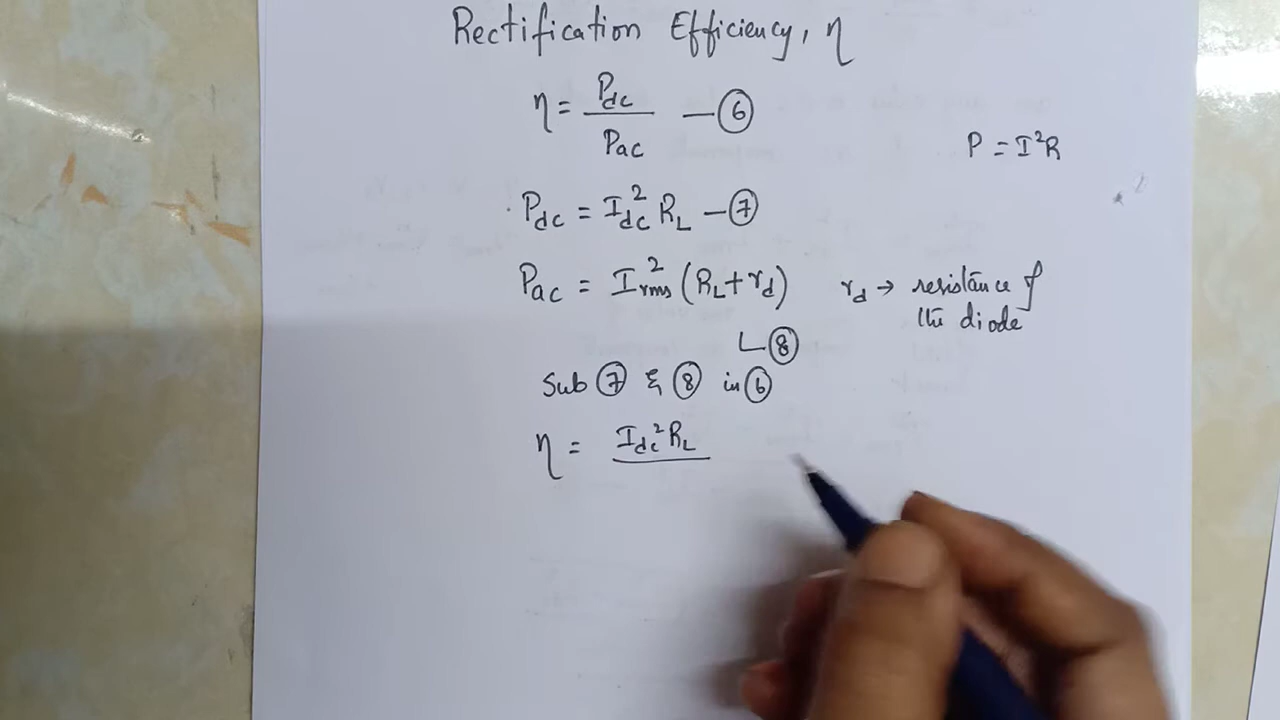 Rectification Efficiency, η
η = Pdc / Pac — ⑥
P = I²R
Pdc = Idc² RL — ⑦
Pac = Irms² (RL + rd)
rd → resistance of
the diode
⑧
Sub ⑦ & ⑧ in ⑥
η = Idc² RL